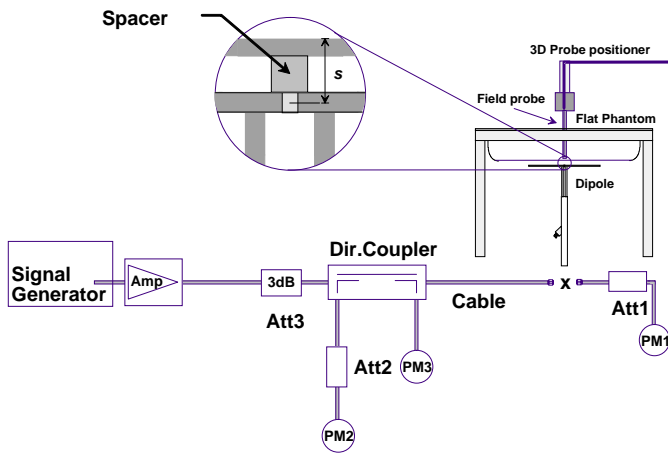 Spacer
s
3D Probe positioner
Field probe
Flat Phantom
Dipole
Signal
Generator
Amp
3dB
Att3
Dir.Coupler
Cable
x
Att1
PM1
Att2
PM3
PM2